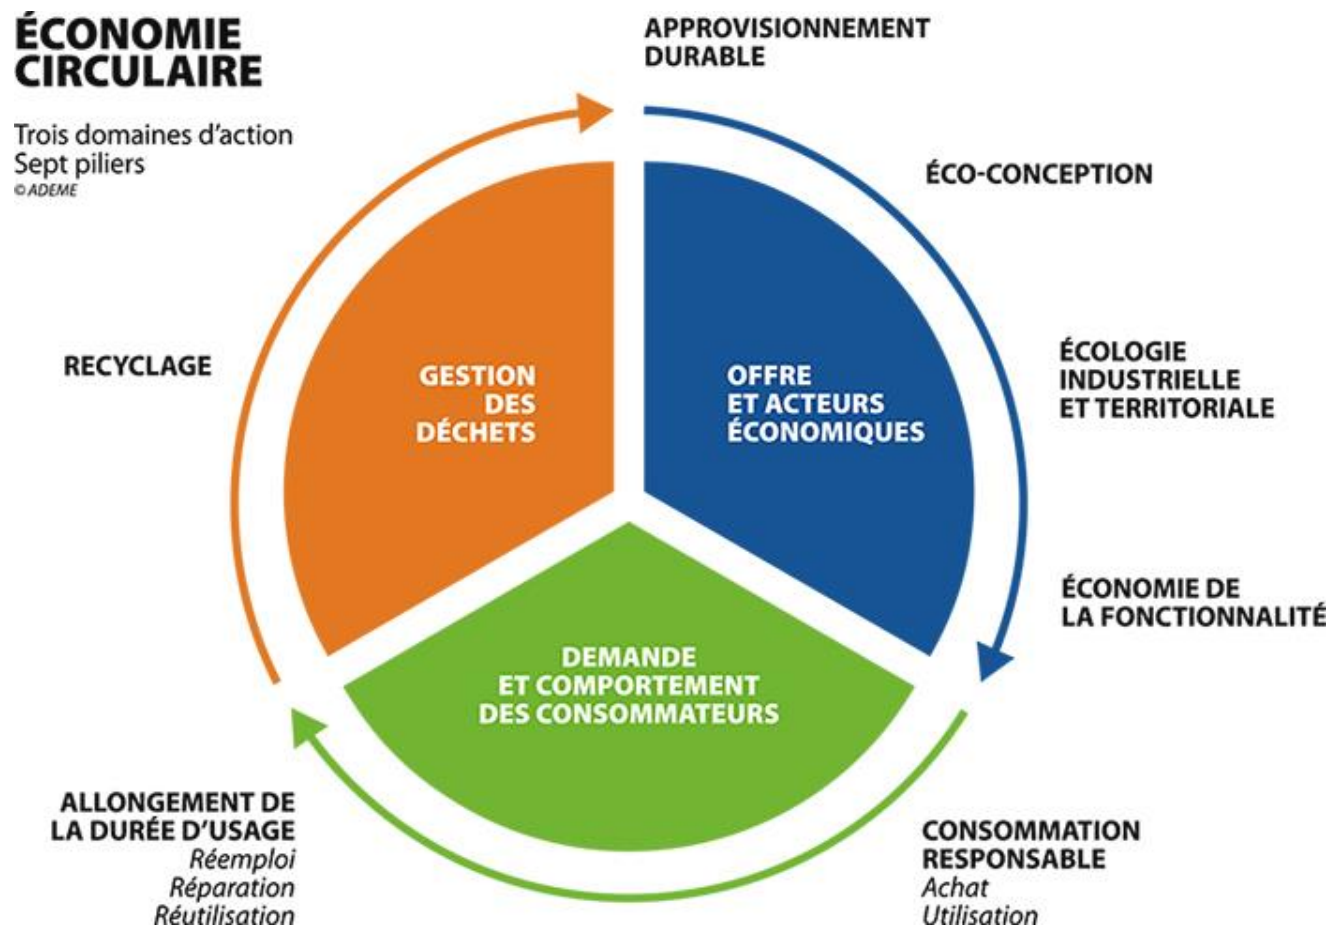 ÉCONOMIE
CIRCULAIRE
Trois domaines d’action
Sept piliers
© ADEME
APPROVISIONNEMENT
DURABLE
ÉCO-CONCEPTION
ÉCOLOGIE
INDUSTRIELLE
ET TERRITORIALE
ÉCONOMIE DE
LA FONCTIONNALITÉ
CONSOMMATION
RESPONSABLE
Achat
Utilisation
ALLONGEMENT DE
LA DURÉE D’USAGE
Réemploi
Réparation
Réutilisation
RECYCLAGE
GESTION
DES
DÉCHETS
OFFRE
ET ACTEURS
ÉCONOMIQUES
DEMANDE
ET COMPORTEMENT
DES CONSOMMATEURS